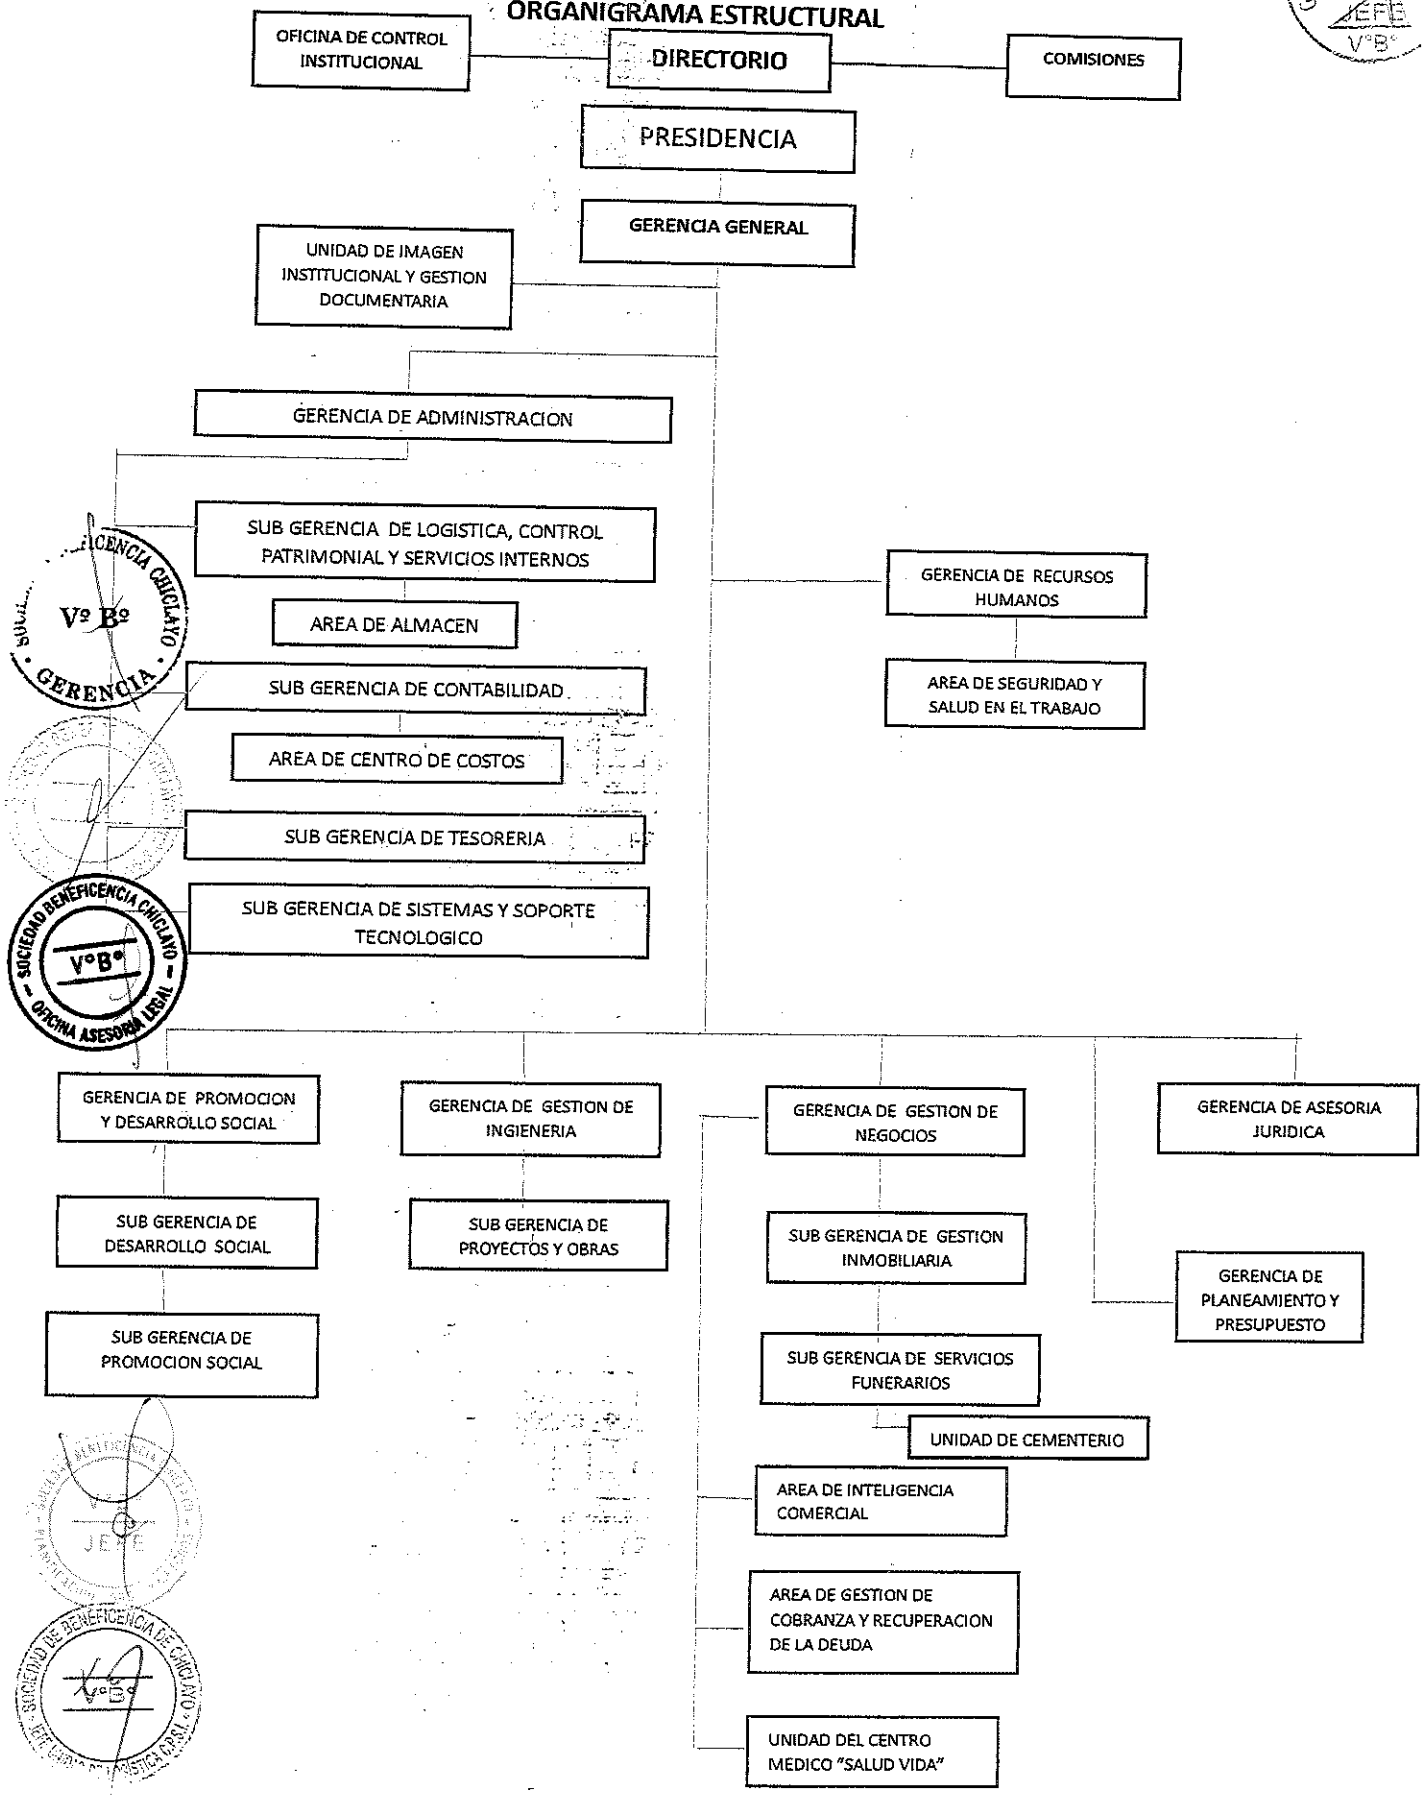 ORGANIGRAMA ESTRUCTURAL
OFICINA DE CONTROL
INSTITUCIONAL
DIRECTORIO
COMISIONES
JEFE
V°B°
PRESIDENCIA
GERENCIA GENERAL
UNIDAD DE IMAGEN
INSTITUCIONAL Y GESTION
DOCUMENTARIA
GERENCIA DE ADMINISTRACION
SUB GERENCIA DE LOGISTICA, CONTROL
PATRIMONIAL Y SERVICIOS INTERNOS
AREA DE ALMACEN
GERENCIA DE RECURSOS
HUMANOS
AREA DE SEGURIDAD Y
SALUD EN EL TRABAJO
CHICLAYO
Vº Bº
GERENCIA
SUB GERENCIA DE CONTABILIDAD
AREA DE CENTRO DE COSTOS
SUB GERENCIA DE TESORERIA
SUB GERENCIA DE SISTEMAS Y SOPORTE
TECNOLOGICO
SOCIEDAD BENEFICENCIA CHICLAYO
V°B°
OFICINA ASESORIA LEGAL
GERENCIA DE PROMOCION
Y DESARROLLO SOCIAL
GERENCIA DE GESTION DE
INGIENERIA
GERENCIA DE GESTION DE
NEGOCIOS
GERENCIA DE ASESORIA
JURIDICA
SUB GERENCIA DE
DESARROLLO SOCIAL
SUB GERENCIA DE
PROYECTOS Y OBRAS
SUB GERENCIA DE GESTION
INMOBILIARIA
GERENCIA DE
PLANEAMIENTO Y
PRESUPUESTO
SUB GERENCIA DE
PROMOCION SOCIAL
SUB GERENCIA DE SERVICIOS
FUNERARIOS
UNIDAD DE CEMENTERIO
AREA DE INTELIGENCIA
COMERCIAL
AREA DE GESTION DE
COBRANZA Y RECUPERACION
DE LA DEUDA
UNIDAD DEL CENTRO
MEDICO "SALUD VIDA"
JEFE
SOCIEDAD DE BENEFICENCIA DE CHICLAYO
V°B°